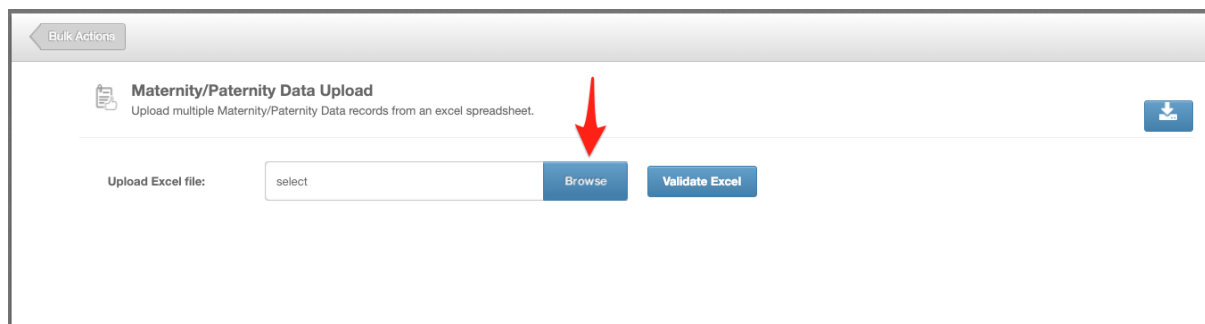 Bulk Actions
Maternity/Paternity Data Upload
Upload multiple Maternity/Paternity Data records from an excel spreadsheet.
Upload Excel file: select Browse Validate Excel